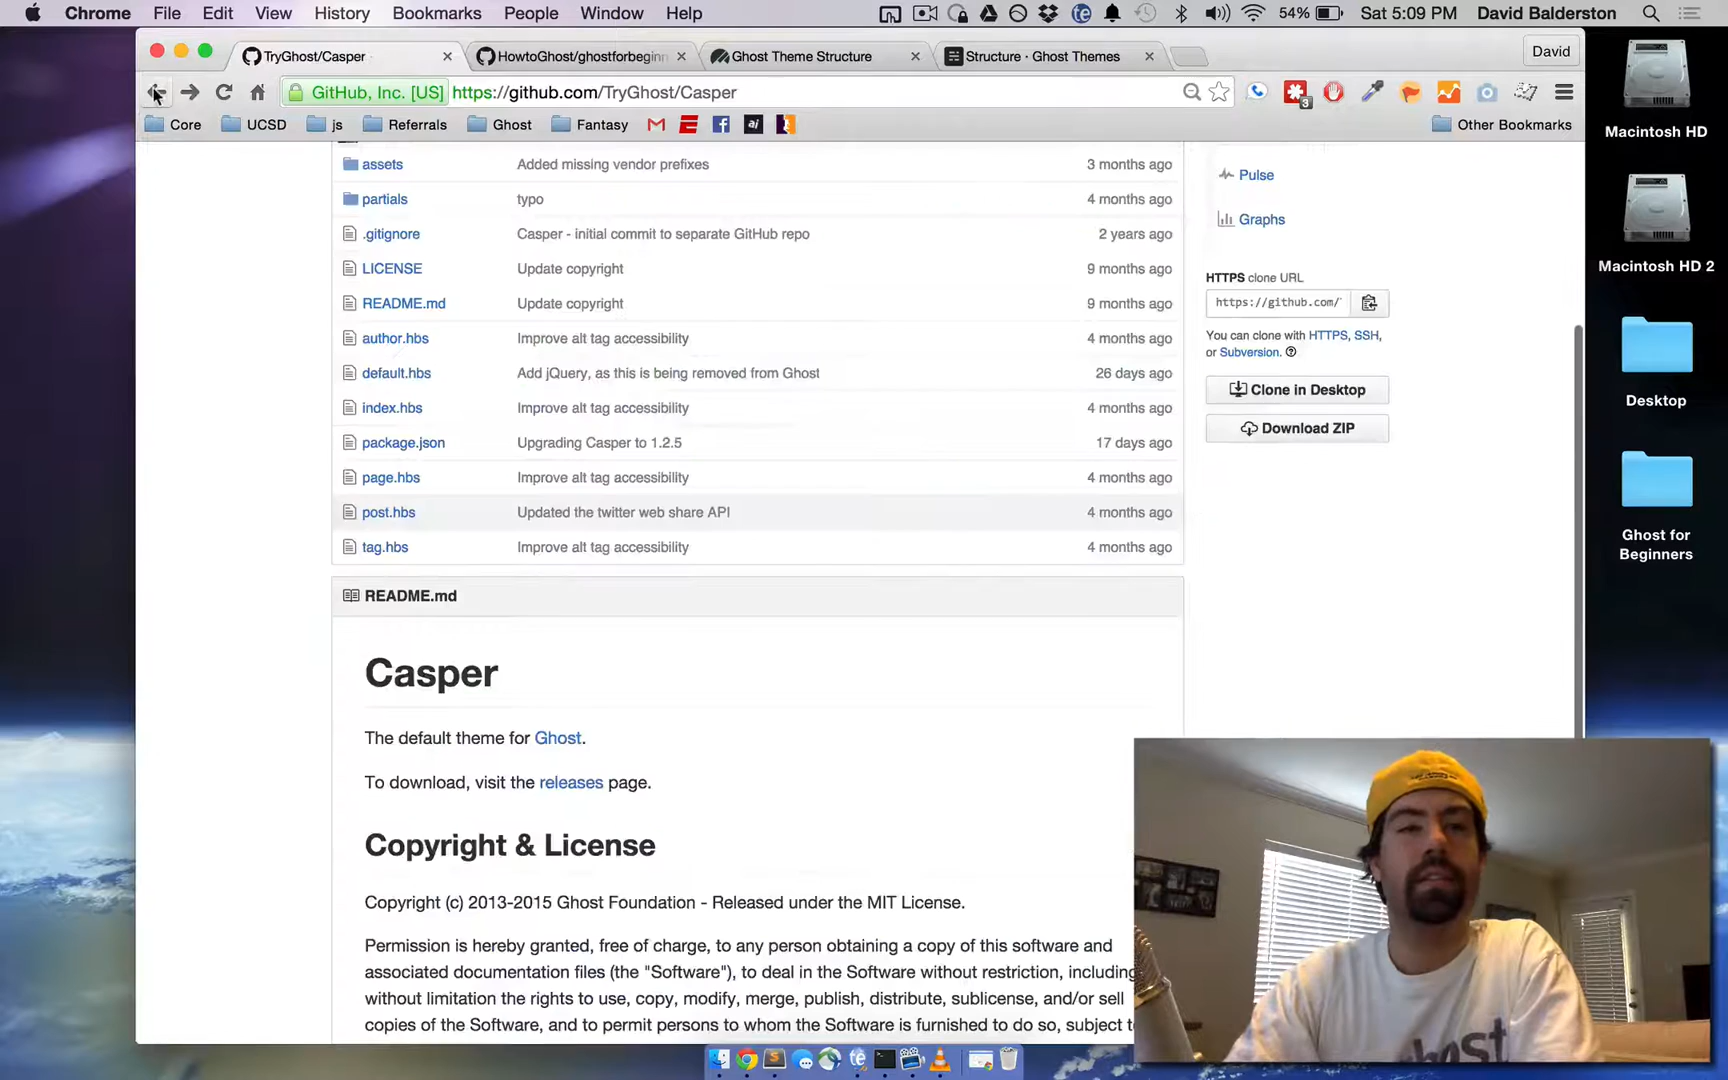 Chrome File Edit View History Bookmarks People Window Help 54% Sat 5:09 PM David Balderston
TryGhost/Casper HowtoGhost/ghostforbeginn Ghost Theme Structure Structure · Ghost Themes David
GitHub, Inc. [US] https://github.com/TryGhost/Casper 3
Core UCSD js Referrals Ghost Fantasy Other Bookmarks
Macintosh HD
Macintosh HD 2
Desktop
Ghost for
Beginners
assets Added missing vendor prefixes 3 months ago
partials typo 4 months ago
.gitignore Casper - initial commit to separate GitHub repo 2 years ago
LICENSE Update copyright 9 months ago
README.md Update copyright 9 months ago
author.hbs Improve alt tag accessibility 4 months ago
default.hbs Add jQuery, as this is being removed from Ghost 26 days ago
index.hbs Improve alt tag accessibility 4 months ago
package.json Upgrading Casper to 1.2.5 17 days ago
page.hbs Improve alt tag accessibility 4 months ago
post.hbs Updated the twitter web share API 4 months ago
tag.hbs Improve alt tag accessibility 4 months ago
Pulse
Graphs
HTTPS clone URL
https://github.com/
You can clone with HTTPS, SSH,
or Subversion.
Clone in Desktop
Download ZIP
README.md
Casper
The default theme for Ghost.
To download, visit the releases page.
Copyright & License
Copyright (c) 2013-2015 Ghost Foundation - Released under the MIT License.
Permission is hereby granted, free of charge, to any person obtaining a copy of this software and
associated documentation files (the "Software"), to deal in the Software without restriction, including
without limitation the rights to use, copy, modify, merge, publish, distribute, sublicense, and/or sell
copies of the Software, and to permit persons to whom the Software is furnished to do so, subject